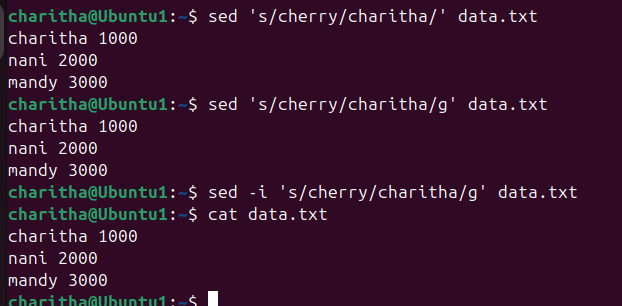 charitha@Ubuntu1:~$ sed 's/cherry/charitha/' data.txt
charitha 1000
nani 2000
mandy 3000
charitha@Ubuntu1:~$ sed 's/cherry/charitha/g' data.txt
charitha 1000
nani 2000
mandy 3000
charitha@Ubuntu1:~$ sed -i 's/cherry/charitha/g' data.txt
charitha@Ubuntu1:~$ cat data.txt
charitha 1000
nani 2000
mandy 3000
charitha@Ubuntu1:~$